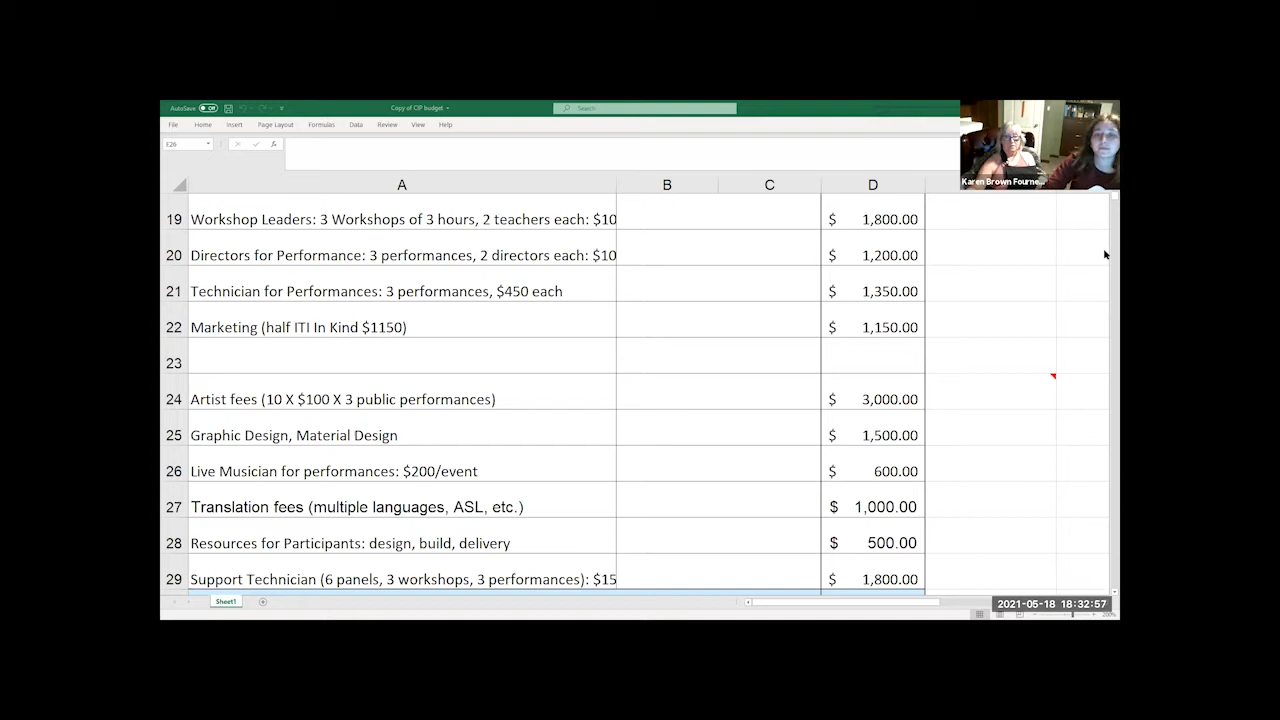 AutoSave Off Copy of CIP budget Search
File Home Insert Page Layout Formulas Data Review View Help
E26 fx
A B C D
Karen Brown Fourne...
19 Workshop Leaders: 3 Workshops of 3 hours, 2 teachers each: $10 $ 1,800.00
20 Directors for Performance: 3 performances, 2 directors each: $10 $ 1,200.00
21 Technician for Performances: 3 performances, $450 each $ 1,350.00
22 Marketing (half ITI In Kind $1150) $ 1,150.00
23
24 Artist fees (10 X $100 X 3 public performances) $ 3,000.00
25 Graphic Design, Material Design $ 1,500.00
26 Live Musician for performances: $200/event $ 600.00
27 Translation fees (multiple languages, ASL, etc.) $ 1,000.00
28 Resources for Participants: design, build, delivery $ 500.00
29 Support Technician (6 panels, 3 workshops, 3 performances): $15 $ 1,800.00
Sheet1
2021-05-18 18:32:57